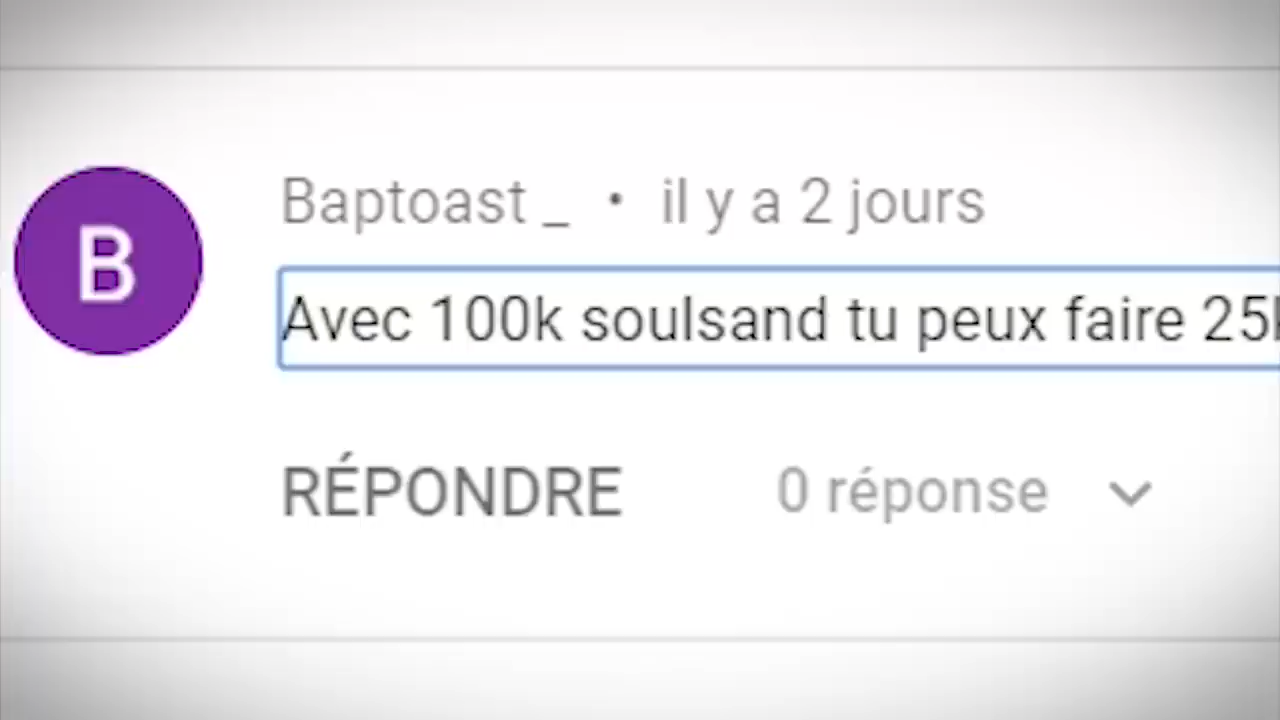 B
Baptoast _ • il y a 2 jours
Avec 100k soulsand tu peux faire
RÉPONDRE 0 réponse